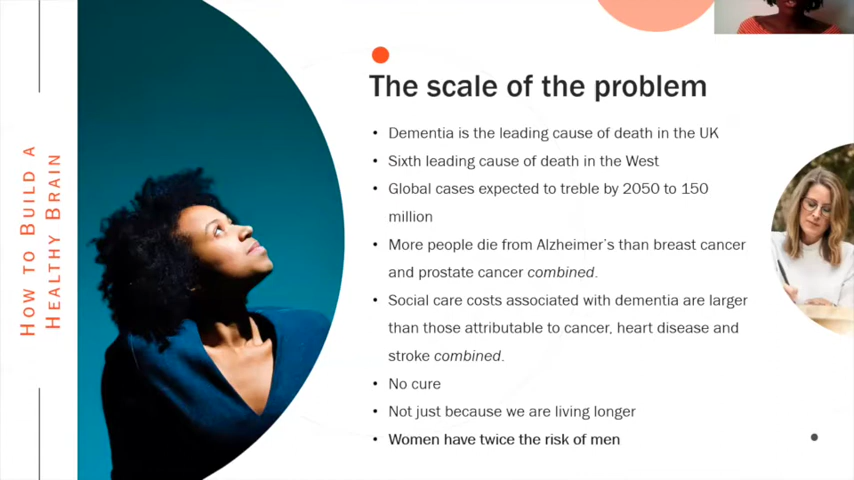 How to Build a
Healthy Brain
The scale of the problem
• Dementia is the leading cause of death in the UK
• Sixth leading cause of death in the West
• Global cases expected to treble by 2050 to 150
million
• More people die from Alzheimer's than breast cancer
and prostate cancer combined.
• Social care costs associated with dementia are larger
than those attributable to cancer, heart disease and
stroke combined.
• No cure
• Not just because we are living longer
• Women have twice the risk of men